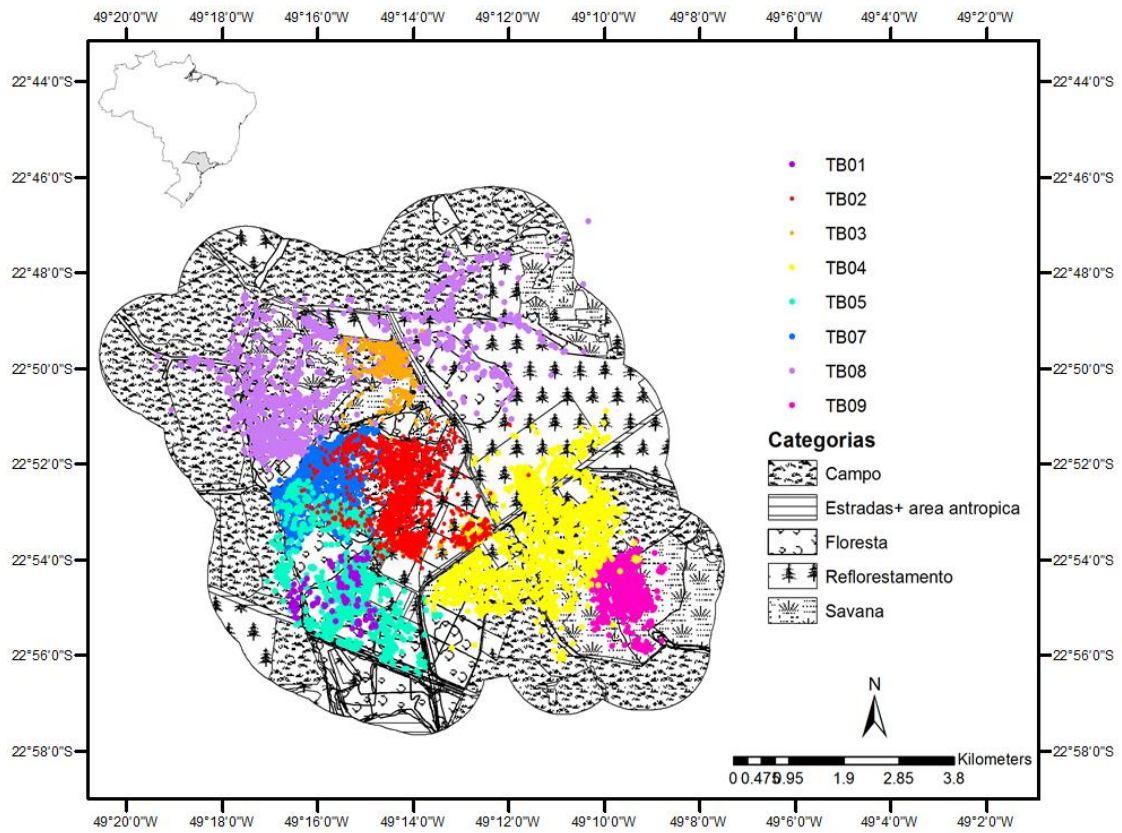 49°20'0"W 49°18'0"W 49°16'0"W 49°14'0"W 49°12'0"W 49°10'0"W 49°8'0"W 49°6'0"W 49°4'0"W 49°2'0"W
22°44'0"S 22°44'0"S
22°46'0"S 22°46'0"S
22°48'0"S 22°48'0"S
22°50'0"S 22°50'0"S
22°52'0"S 22°52'0"S
22°54'0"S 22°54'0"S
22°56'0"S 22°56'0"S
22°58'0"S 22°58'0"S
TB01
TB02
TB03
TB04
TB05
TB07
TB08
TB09
Categorias
Campo
Estradas+ area antropica
Floresta
Reflorestamento
Savana
N
Kilometers
0 0.475 0.95 1.9 2.85 3.8
49°20'0"W 49°18'0"W 49°16'0"W 49°14'0"W 49°12'0"W 49°10'0"W 49°8'0"W 49°6'0"W 49°4'0"W 49°2'0"W